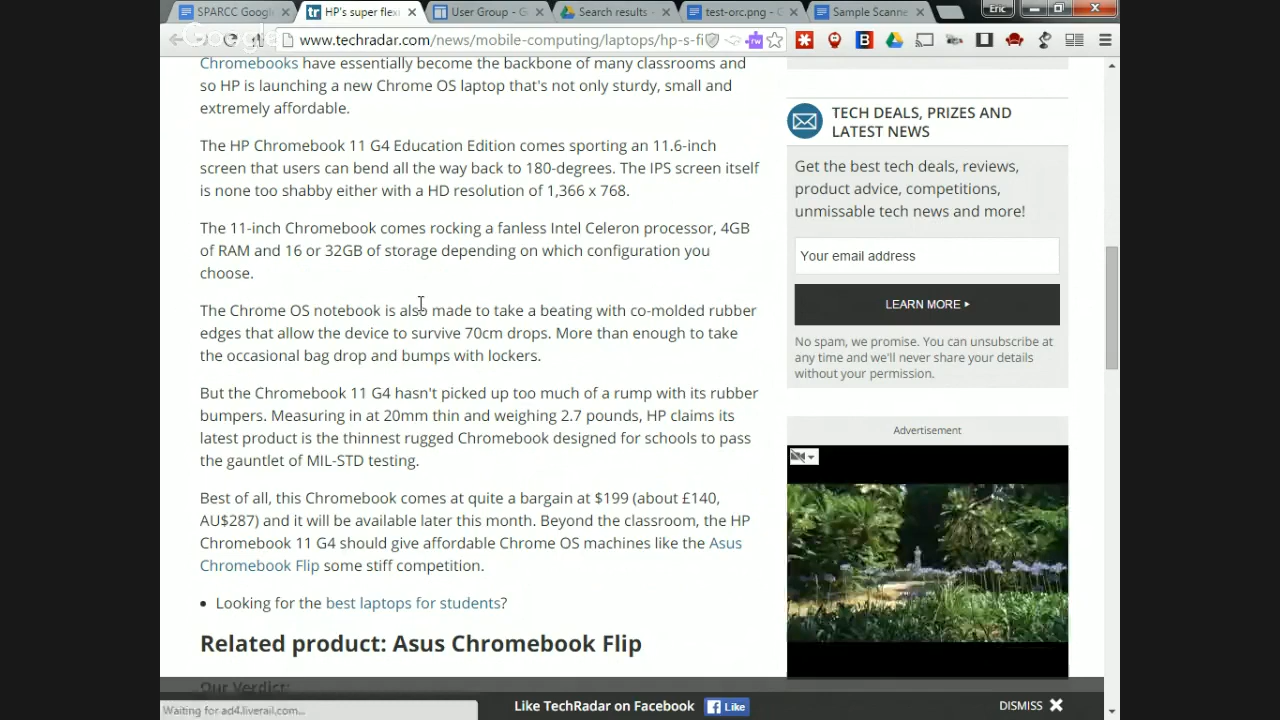 SPARCC Googl
HP's super flexi
User Group - G
Search results -
test-orc.png - G
Sample Scanne
Eric
Google
www.techradar.com/news/mobile-computing/laptops/hp-s-fi
Chromebooks have essentially become the backbone of many classrooms and
so HP is launching a new Chrome OS laptop that's not only sturdy, small and
extremely affordable.
The HP Chromebook 11 G4 Education Edition comes sporting an 11.6-inch
screen that users can bend all the way back to 180-degrees. The IPS screen itself
is none too shabby either with a HD resolution of 1,366 x 768.
The 11-inch Chromebook comes rocking a fanless Intel Celeron processor, 4GB
of RAM and 16 or 32GB of storage depending on which configuration you
choose.
The Chrome OS notebook is also made to take a beating with co-molded rubber
edges that allow the device to survive 70cm drops. More than enough to take
the occasional bag drop and bumps with lockers.
But the Chromebook 11 G4 hasn't picked up too much of a rump with its rubber
bumpers. Measuring in at 20mm thin and weighing 2.7 pounds, HP claims its
latest product is the thinnest rugged Chromebook designed for schools to pass
the gauntlet of MIL-STD testing.
Best of all, this Chromebook comes at quite a bargain at $199 (about £140,
AU$287) and it will be available later this month. Beyond the classroom, the HP
Chromebook 11 G4 should give affordable Chrome OS machines like the Asus
Chromebook Flip some stiff competition.
• Looking for the best laptops for students?
Related product: Asus Chromebook Flip
Our Verdict:
TECH DEALS, PRIZES AND
LATEST NEWS
Get the best tech deals, reviews,
product advice, competitions,
unmissable tech news and more!
Your email address
LEARN MORE ▸
No spam, we promise. You can unsubscribe at
any time and we'll never share your details
without your permission.
Advertisement
Waiting for ad4.liverail.com...
Like TechRadar on Facebook
Like
DISMISS